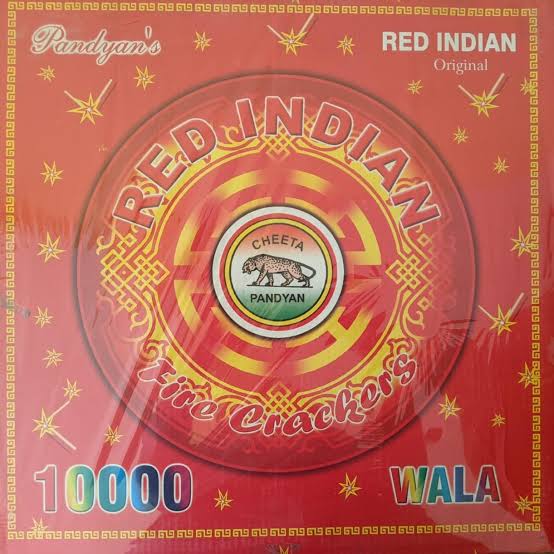 Pandyan's
RED INDIAN
Original
RED INDIAN
CHEETA
PANDYAN
Fire Crackers
10000
WALA